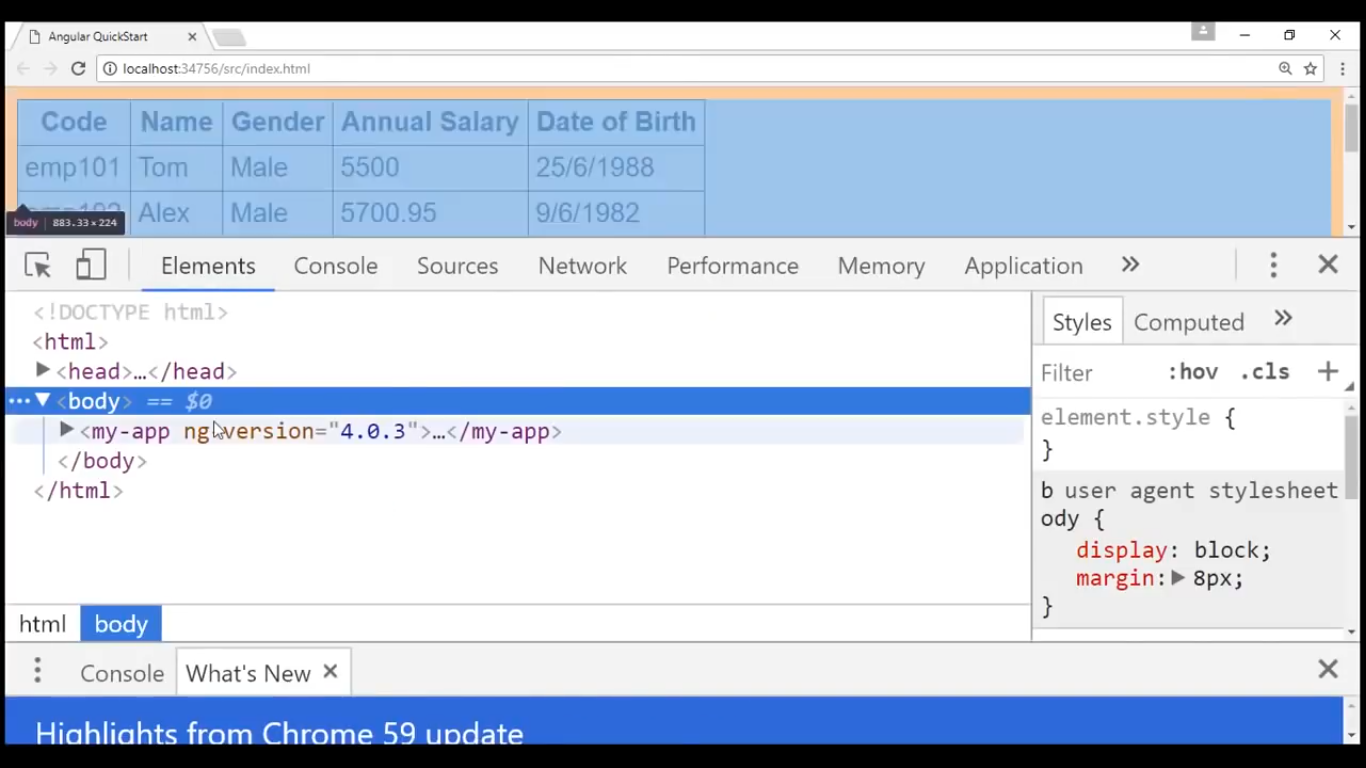 Angular QuickStart
localhost:34756/src/index.html
Code Name Gender Annual Salary Date of Birth
emp101 Tom Male 5500 25/6/1988
Alex Male 5700.95 9/6/1982
body 883.33 × 224
Elements Console Sources Network Performance Memory Application »
<!DOCTYPE html>
<html>
<head>…</head>
<body> == $0
<my-app ng-version="4.0.3">…</my-app>
</body>
</html>
html body
Styles Computed »
Filter :hov .cls +
element.style {
}
b user agent stylesheet
ody {
display: block;
margin: 8px;
}
Console What's New
Highlights from Chrome 59 update